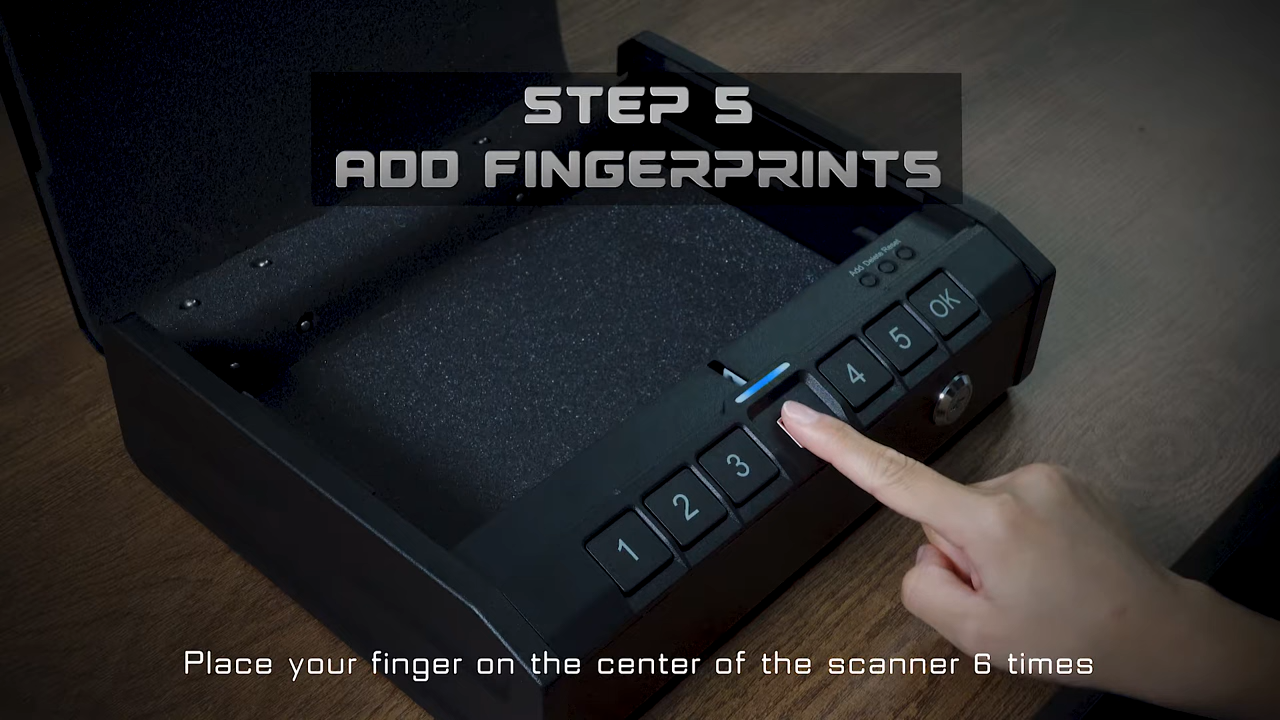 STEP 5
ADD FINGERPRINTS
Add Delete Reset
1 2 3 4 5 OK
Place your finger on the center of the scanner 6 times